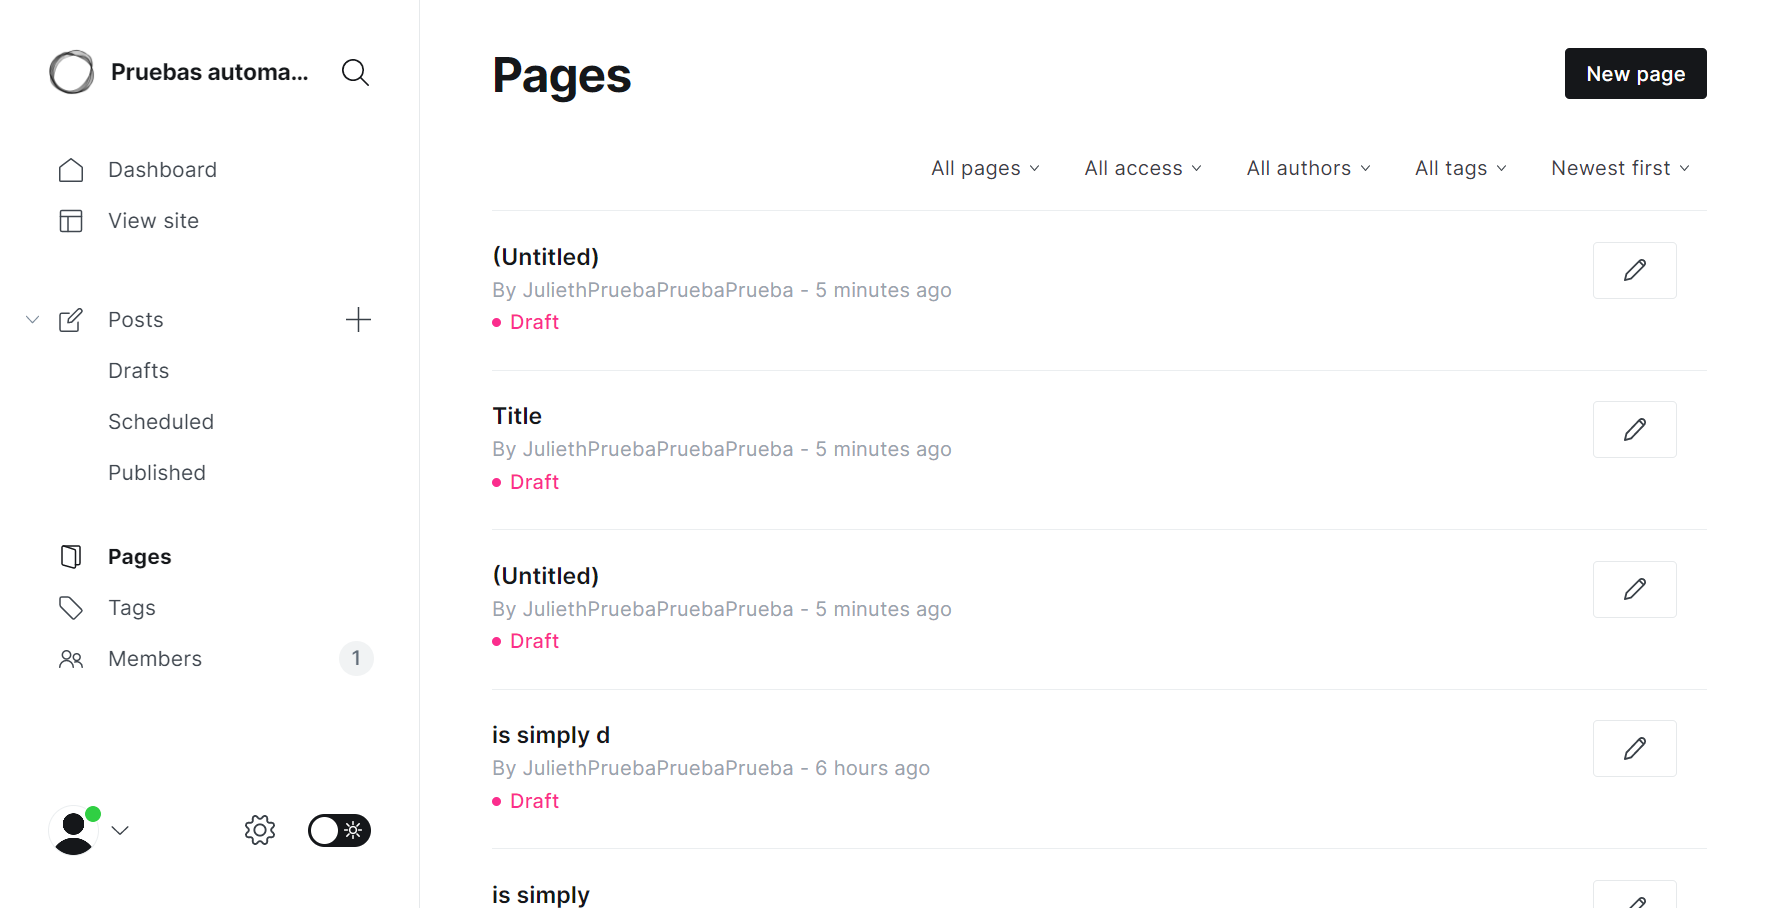 Pruebas automa...
Dashboard
View site
Posts
Drafts
Scheduled
Published
Pages
Tags
Members 1
Pages
New page
All pages All access All authors All tags Newest first
(Untitled)
By JuliethPruebaPruebaPrueba - 5 minutes ago
Draft
Title
By JuliethPruebaPruebaPrueba - 5 minutes ago
Draft
(Untitled)
By JuliethPruebaPruebaPrueba - 5 minutes ago
Draft
is simply d
By JuliethPruebaPruebaPrueba - 6 hours ago
Draft
is simply